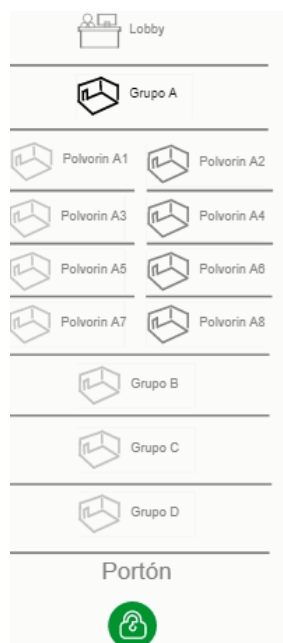 Lobby
Grupo A
Polvorin A1 Polvorin A2
Polvorin A3 Polvorin A4
Polvorin A5 Polvorin A6
Polvorin A7 Polvorin A8
Grupo B
Grupo C
Grupo D
Portón